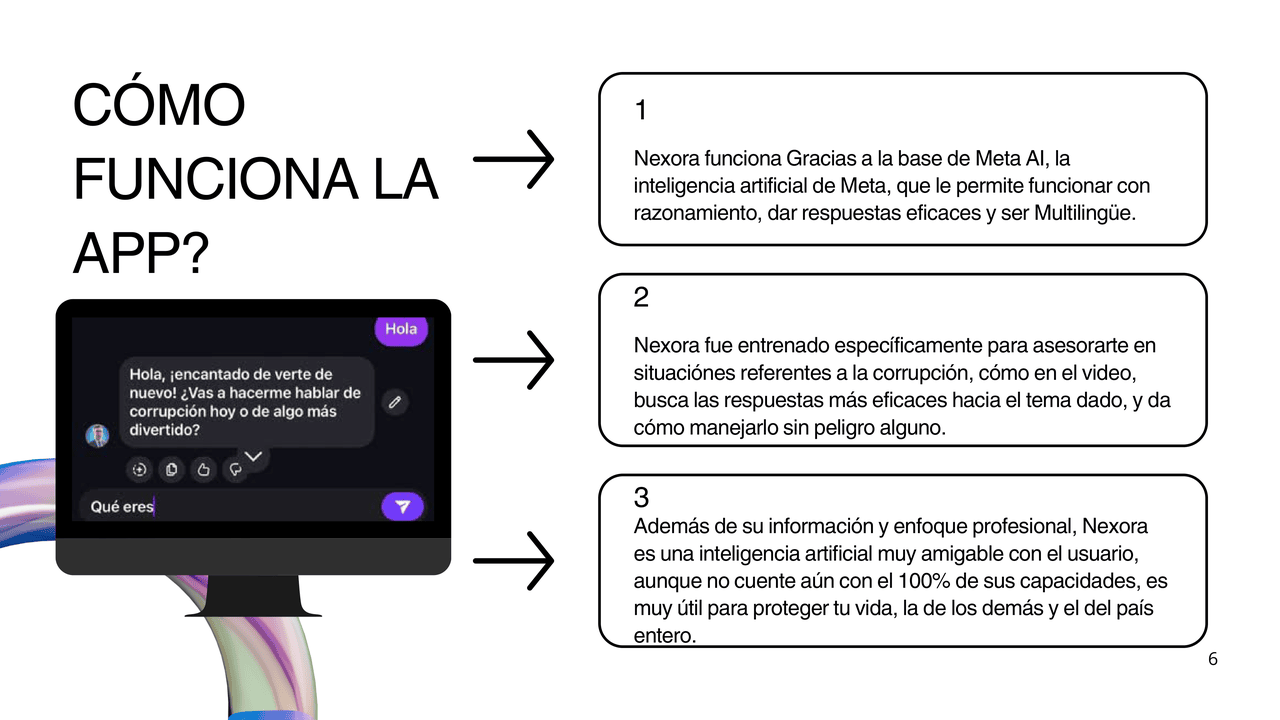 CÓMO
FUNCIONA LA
APP?
Hola
Hola, ¡encantado de verte de
nuevo! ¿Vas a hacerme hablar de
corrupción hoy o de algo más
divertido?
Qué eres
1
Nexora funciona Gracias a la base de Meta AI, la
inteligencia artificial de Meta, que le permite funcionar con
razonamiento, dar respuestas eficaces y ser Multilingüe.
2
Nexora fue entrenado específicamente para asesorarte en
situaciónes referentes a la corrupción, cómo en el video,
busca las respuestas más eficaces hacia el tema dado, y da
cómo manejarlo sin peligro alguno.
3
Además de su información y enfoque profesional, Nexora
es una inteligencia artificial muy amigable con el usuario,
aunque no cuente aún con el 100% de sus capacidades, es
muy útil para proteger tu vida, la de los demás y el del país
entero.
6